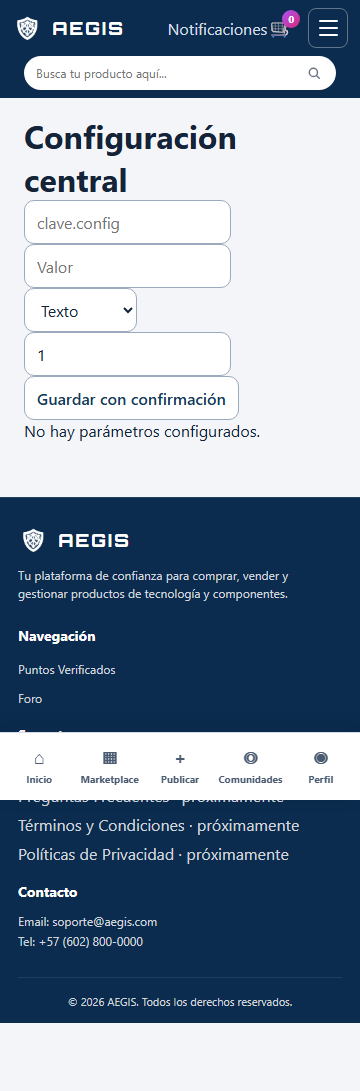 AEGIS
Notificaciones
0
Busca tu producto aquí...
Configuración
central
clave.config
Valor
Texto
1
Guardar con confirmación
No hay parámetros configurados.
AEGIS
Tu plataforma de confianza para comprar, vender y
gestionar productos de tecnología y componentes.
Navegación
Puntos Verificados
Foro
Inicio
Marketplace
Publicar
Comunidades
Perfil
Preguntas Frecuentes · próximamente
Términos y Condiciones · próximamente
Políticas de Privacidad · próximamente
Contacto
Email: soporte@aegis.com
Tel: +57 (602) 800-0000
© 2026 AEGIS. Todos los derechos reservados.